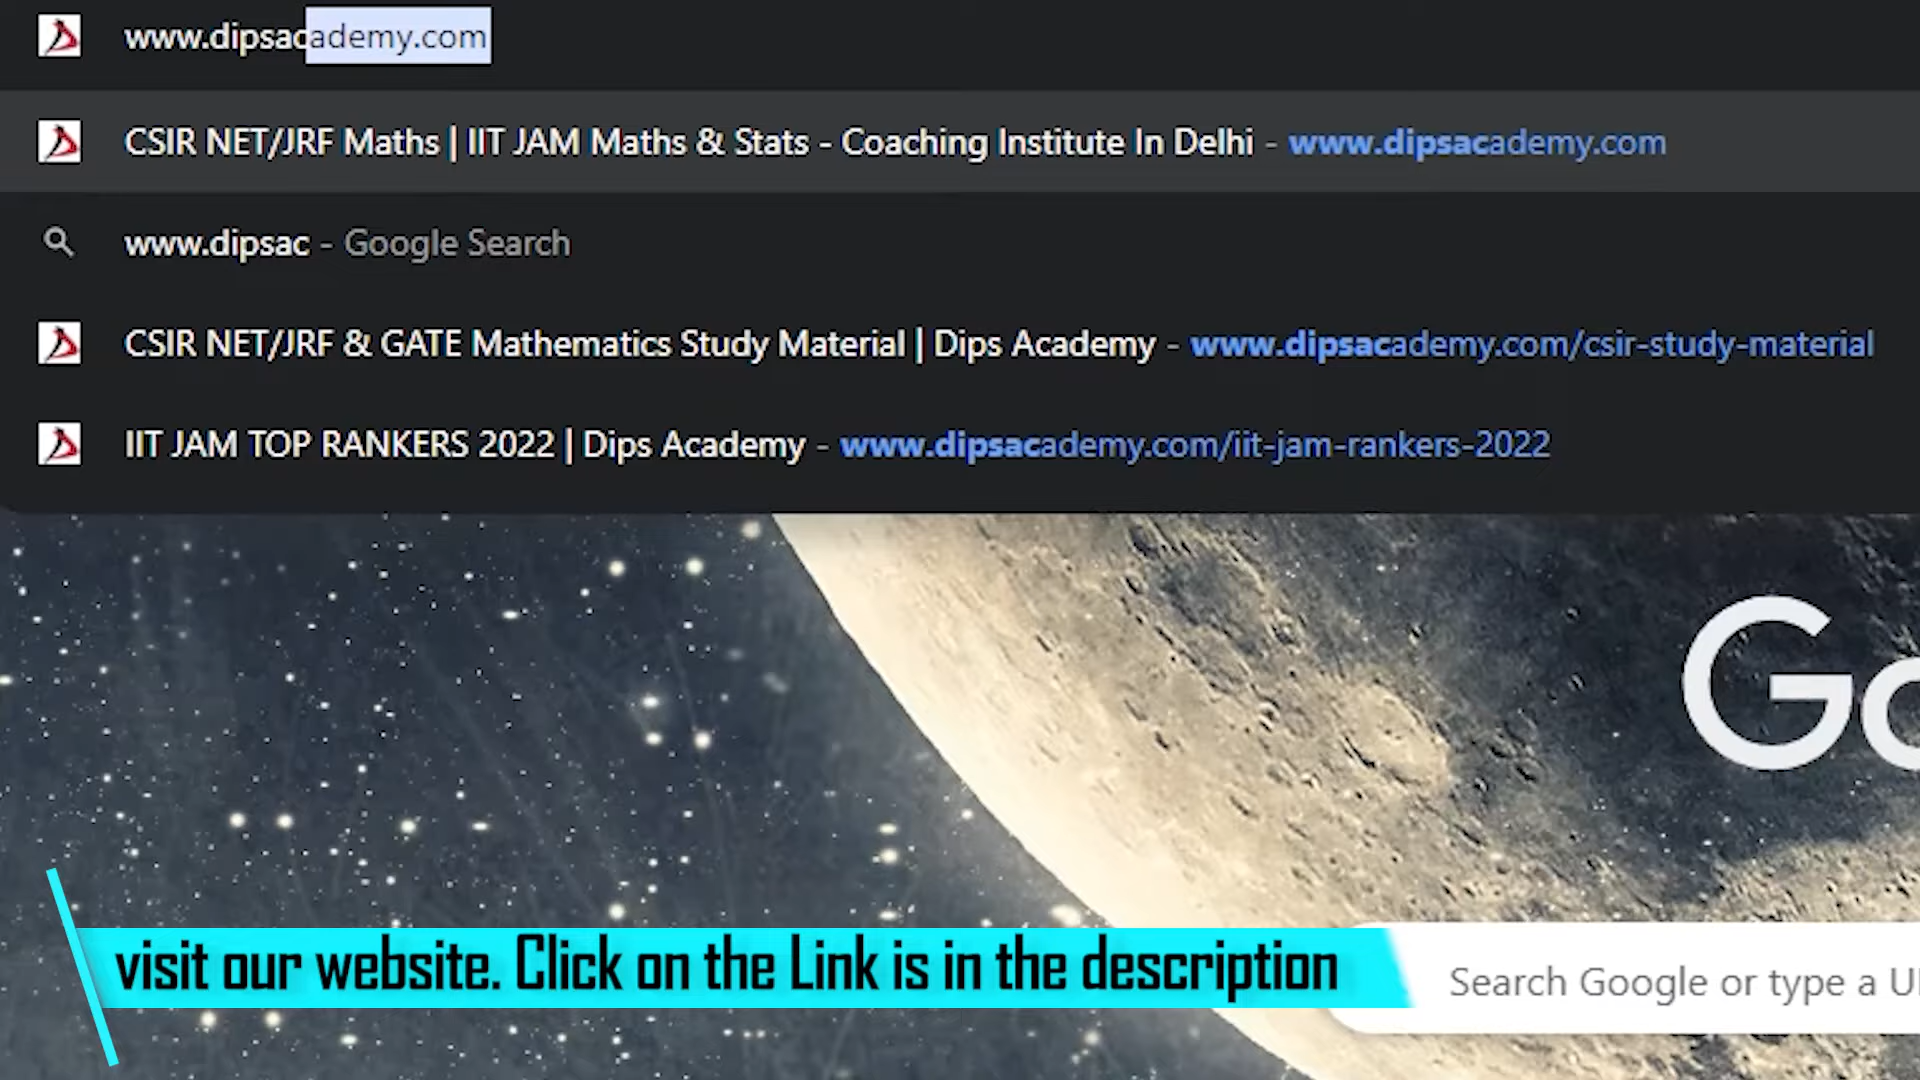 www.dipsacademy.com
CSIR NET/JRF Maths | IIT JAM Maths & Stats - Coaching Institute In Delhi - www.dipsacademy.com
www.dipsac - Google Search
CSIR NET/JRF & GATE Mathematics Study Material | Dips Academy - www.dipsacademy.com/csir-study-material
IIT JAM TOP RANKERS 2022 | Dips Academy - www.dipsacademy.com/iit-jam-rankers-2022
Go
visit our website. Click on the Link is in the description
Search Google or type a U